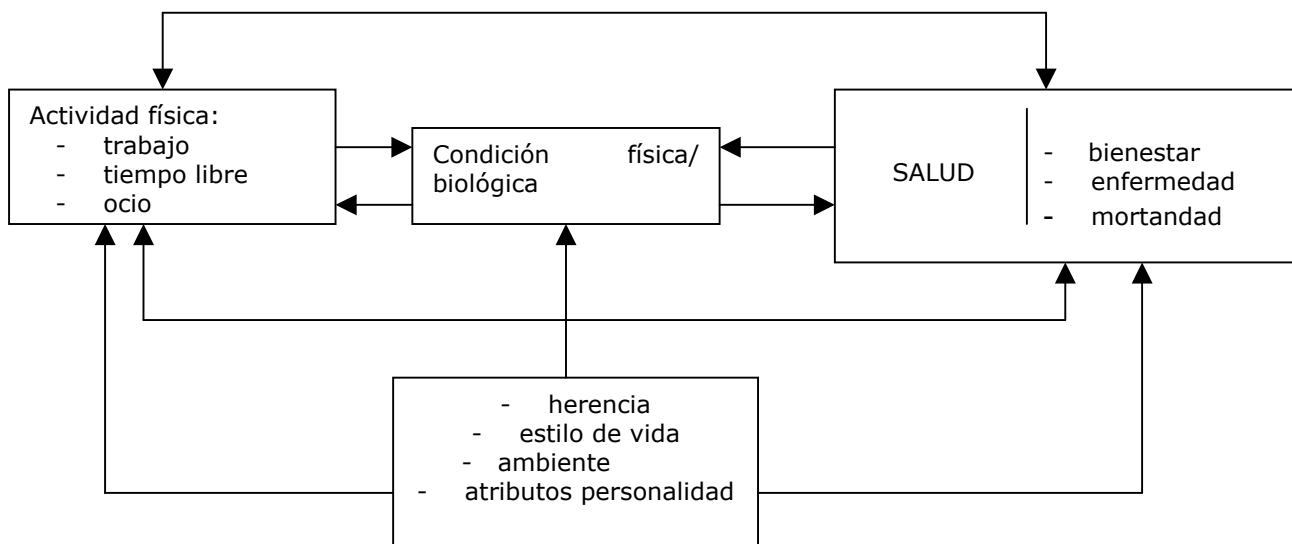 Actividad física:
- trabajo
- tiempo libre
- ocio
Condición física/
biológica
SALUD
- bienestar
- enfermedad
- mortandad
- herencia
- estilo de vida
- ambiente
- atributos personalidad